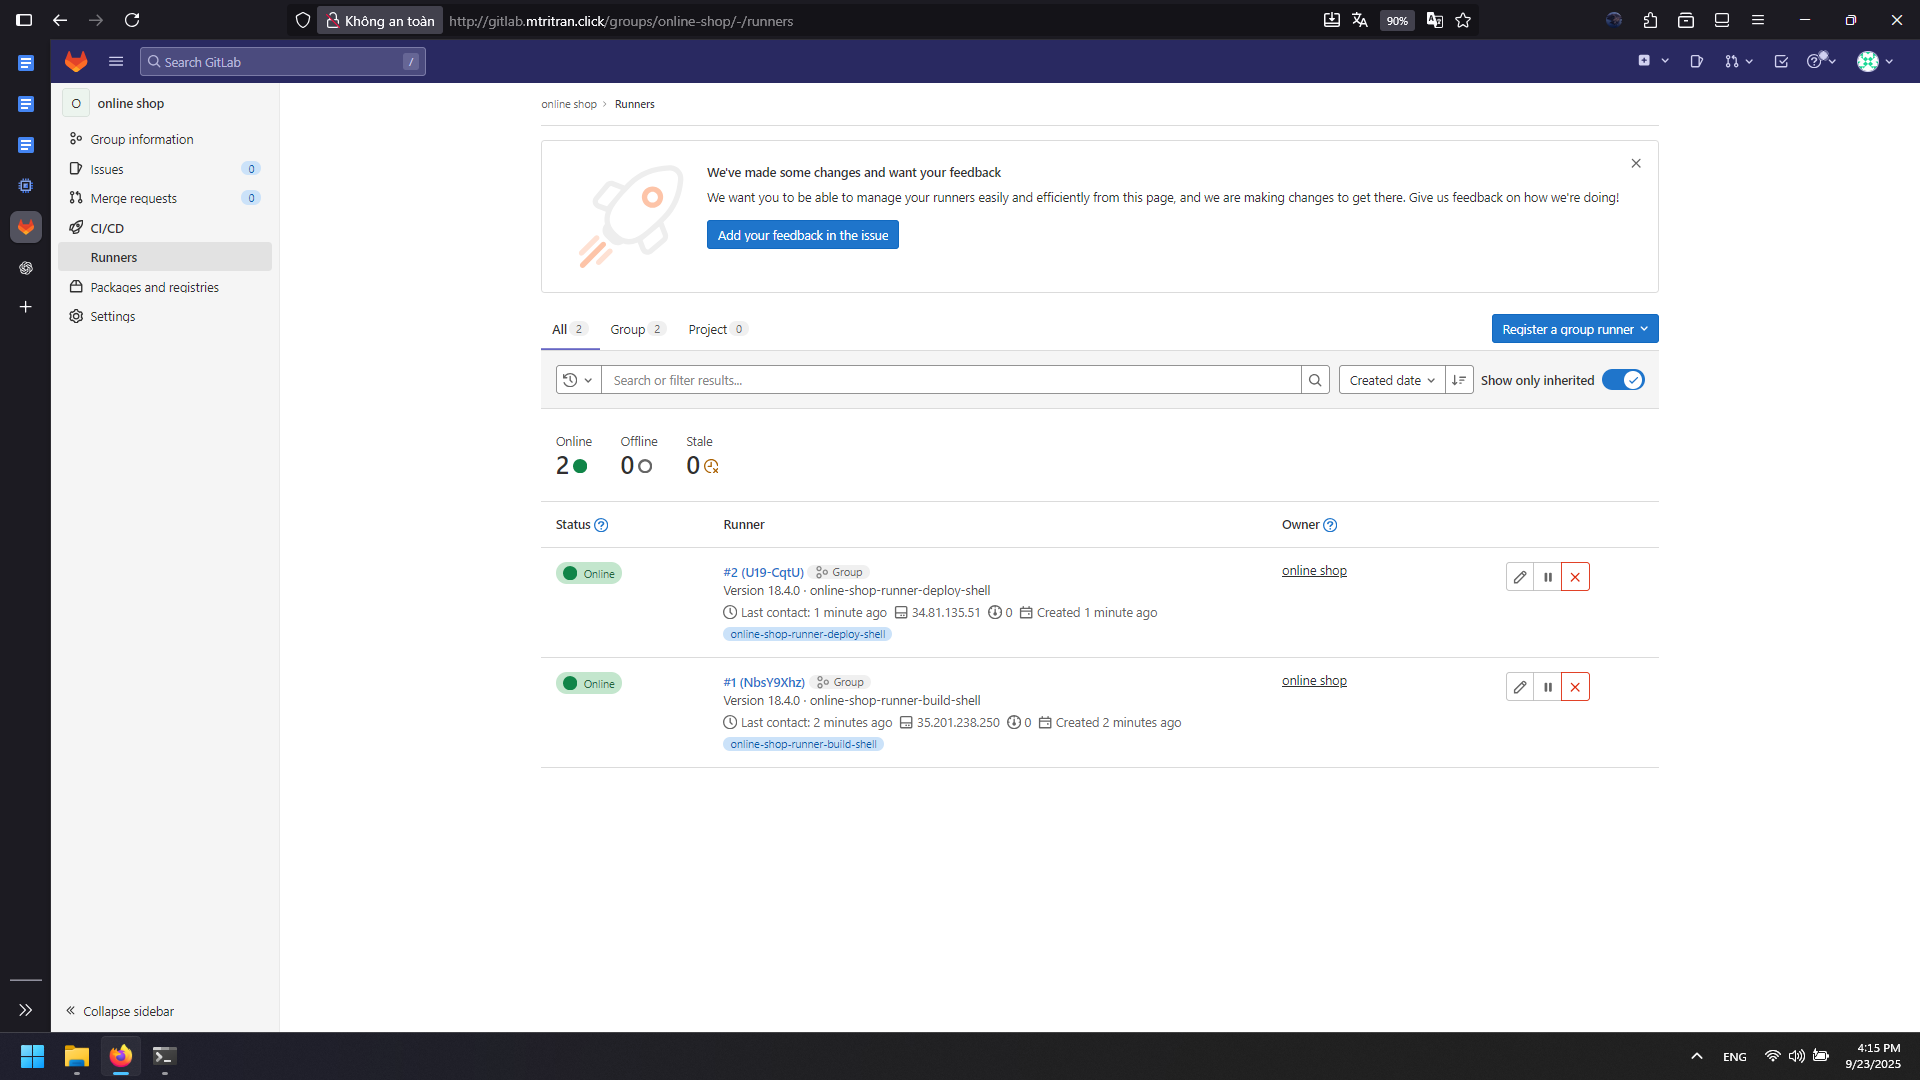 Không an toàn
http://gitlab.mtritran.click/groups/online-shop/-/runners
90%
Search GitLab
/
O online shop
Group information
Issues 0
Merge requests 0
CI/CD
Runners
Packages and registries
Settings
Collapse sidebar
online shop > Runners
We've made some changes and want your feedback
We want you to be able to manage your runners easily and efficiently from this page, and we are making changes to get there. Give us feedback on how we're doing!
Add your feedback in the issue
All 2 Group 2 Project 0
Register a group runner
Search or filter results...
Created date
Show only inherited
Online Offline Stale
2 0 0
Status Runner Owner
Online
#2 (U19-CqtU) Group
Version 18.4.0 · online-shop-runner-deploy-shell
Last contact: 1 minute ago 34.81.135.51 0 Created 1 minute ago
online-shop-runner-deploy-shell
online shop
Online
#1 (NbsY9Xhz) Group
Version 18.4.0 · online-shop-runner-build-shell
Last contact: 2 minutes ago 35.201.238.250 0 Created 2 minutes ago
online-shop-runner-build-shell
online shop
ENG
4:15 PM
9/23/2025